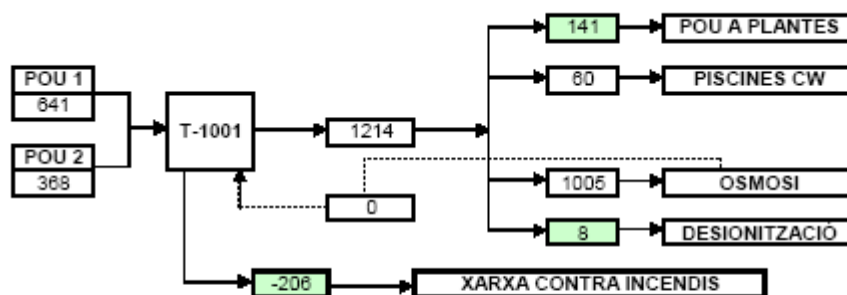 141
POU A PLANTES
POU 1
641
60
PISCINES CW
T-1001
1214
POU 2
368
1005
OSMOSI
0
8
DESIONITZACIÓ
-206
XARXA CONTRA INCENDIS